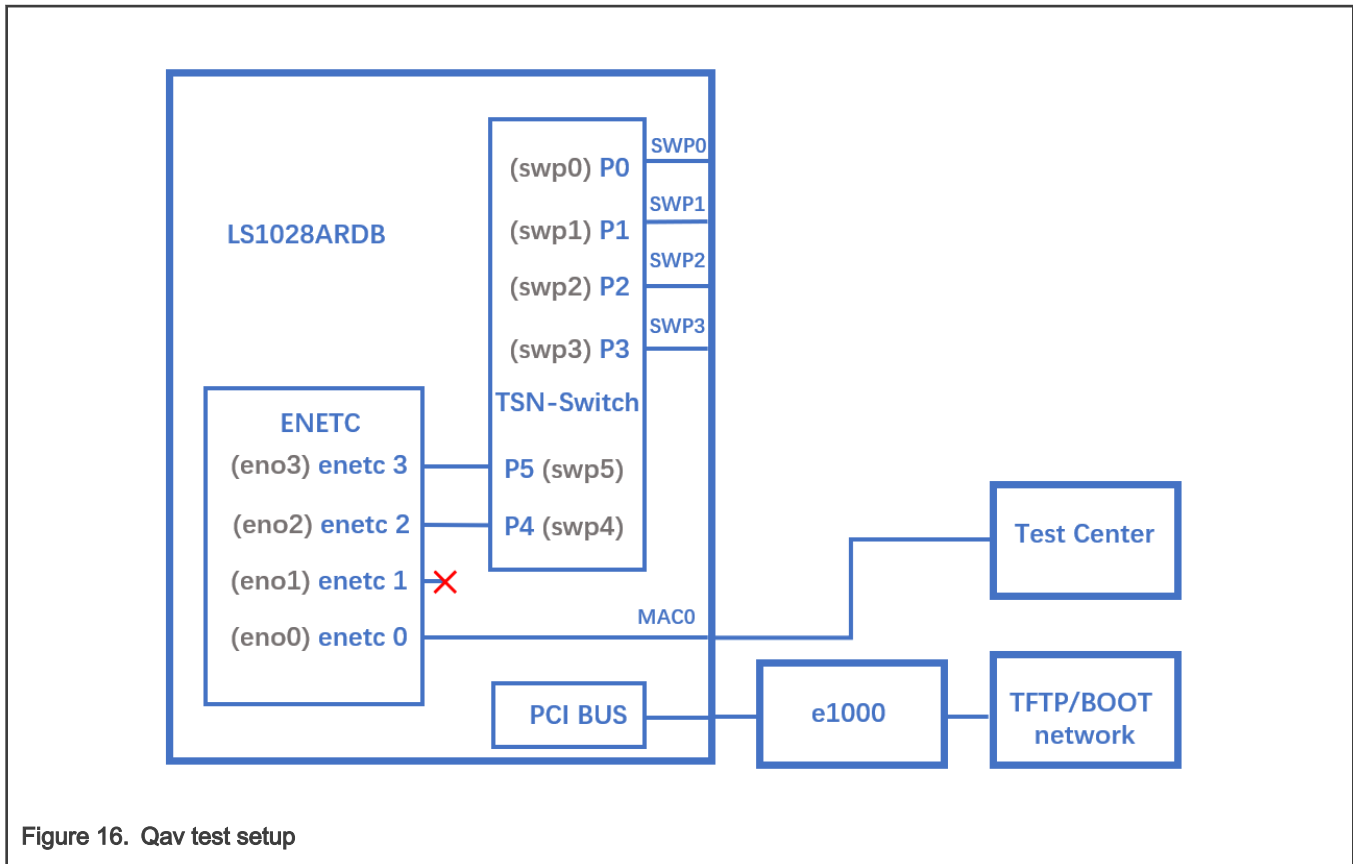 LS1028ARDB
(swp0) P0
SWP0
(swp1) P1
SWP1
(swp2) P2
SWP2
(swp3) P3
SWP3
TSN-Switch
P5 (swp5)
P4 (swp4)
ENETC
(eno3) enetc 3
(eno2) enetc 2
(eno1) enetc 1
(eno0) enetc 0
MAC0
Test Center
PCI BUS
e1000
TFTP/BOOT
network
Figure 16. Qav test setup